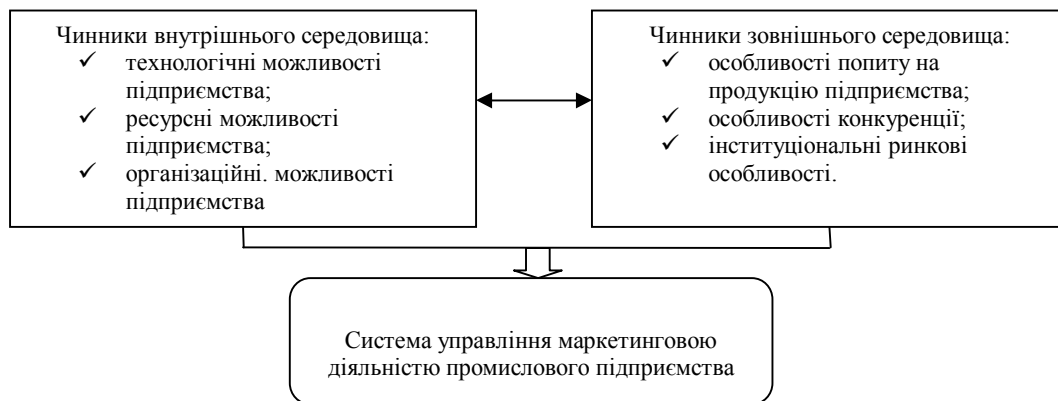 Чинники внутрішнього середовища:
✓ технологічні можливості
підприємства;
✓ ресурсні можливості
підприємства;
✓ організаційні. можливості
підприємства
Чинники зовнішнього середовища:
✓ особливості попиту на
продукцію підприємства;
✓ особливості конкуренції;
✓ інституціональні ринкові
особливості.
Система управління маркетинговою
діяльністю промислового підприємства